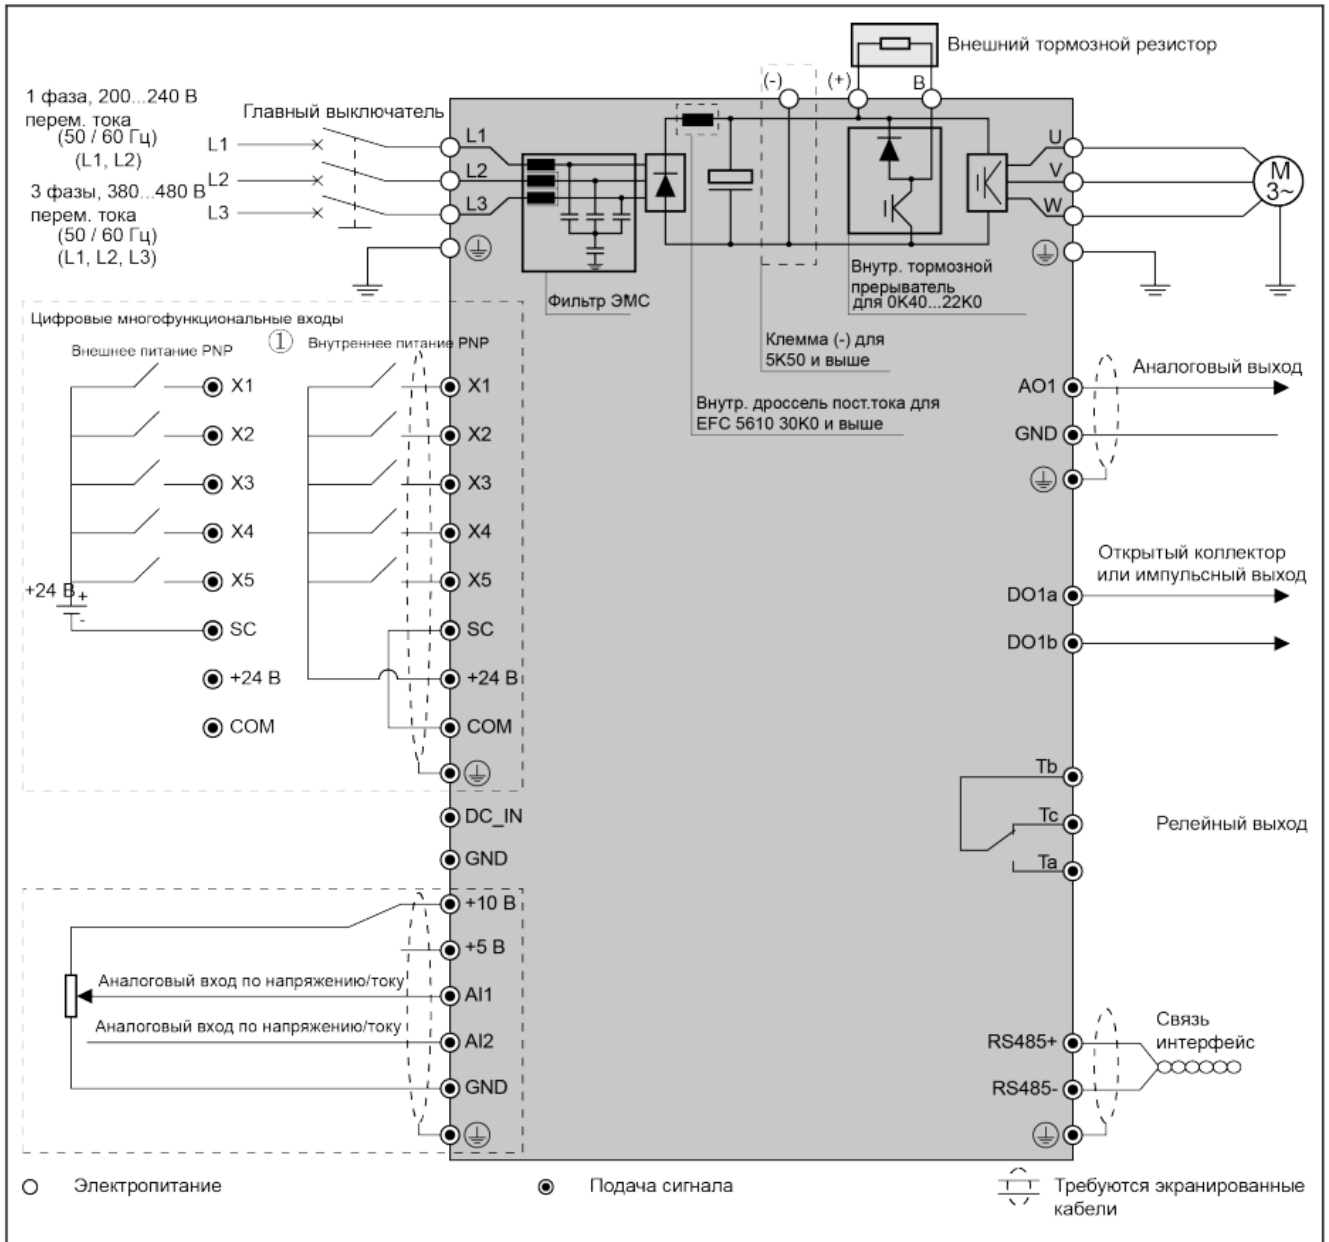 Внешний тормозной резистор
(-)
(+)
B
1 фаза, 200...240 В
перем. тока
(50 / 60 Гц)
(L1, L2)
3 фазы, 380...480 В
перем. тока
(50 / 60 Гц)
(L1, L2, L3)
Главный выключатель
L1
L2
L3
L1
L2
L3
U
V
W
M
3~
Фильтр ЭМС
Внутр. тормозной
прерыватель
для 0K40...22K0
Клемма (-) для
5K50 и выше
Внутр. дроссель пост.тока для
EFC 5610 30K0 и выше
Цифровые многофункциональные входы
Внешнее питание PNP
①
Внутреннее питание PNP
X1
X2
X3
X4
X5
+24 В
+
-
SC
+24 В
COM
X1
X2
X3
X4
X5
SC
+24 В
COM
DC_IN
GND
+10 В
+5 В
Аналоговый вход по напряжению/току
AI1
Аналоговый вход по напряжению/току
AI2
GND
AO1
Аналоговый выход
GND
Открытый коллектор
или импульсный выход
DO1a
DO1b
Tb
Tc
Релейный выход
Ta
Связь
интерфейс
RS485+
RS485-
Электропитание
Подача сигнала
Требуются экранированные
кабели